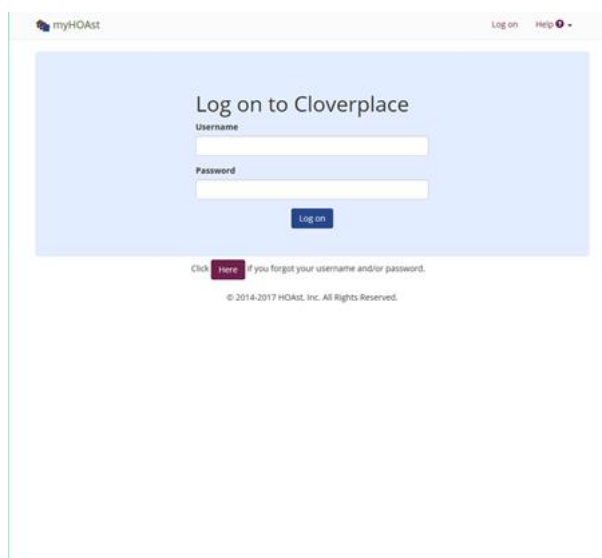 myHOAst
Log on Help
Log on to Cloverplace
Username
Password
Log on
Click Here if you forgot your username and/or password.
© 2014-2017 HOAst, Inc. All Rights Reserved.